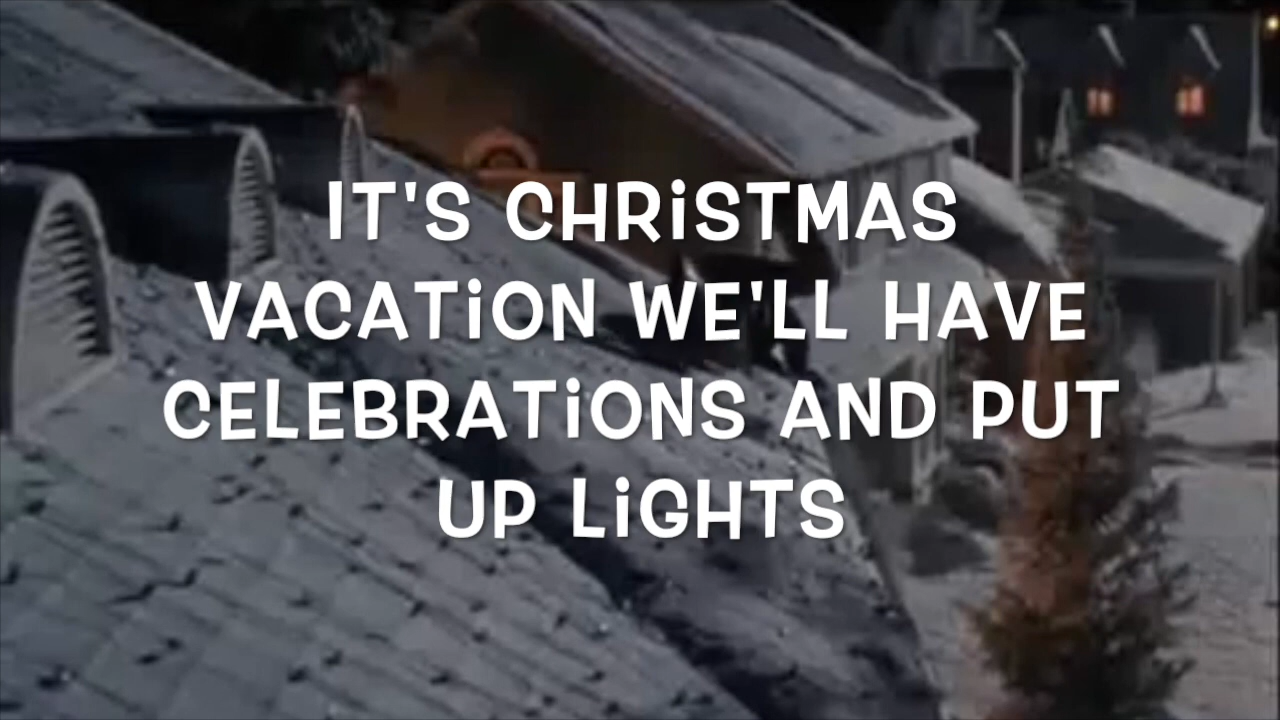 IT'S CHRiSTMAS
VACATiON WE'LL HAVE
CELEBRATiONS AND PUT
UP LiGHTS